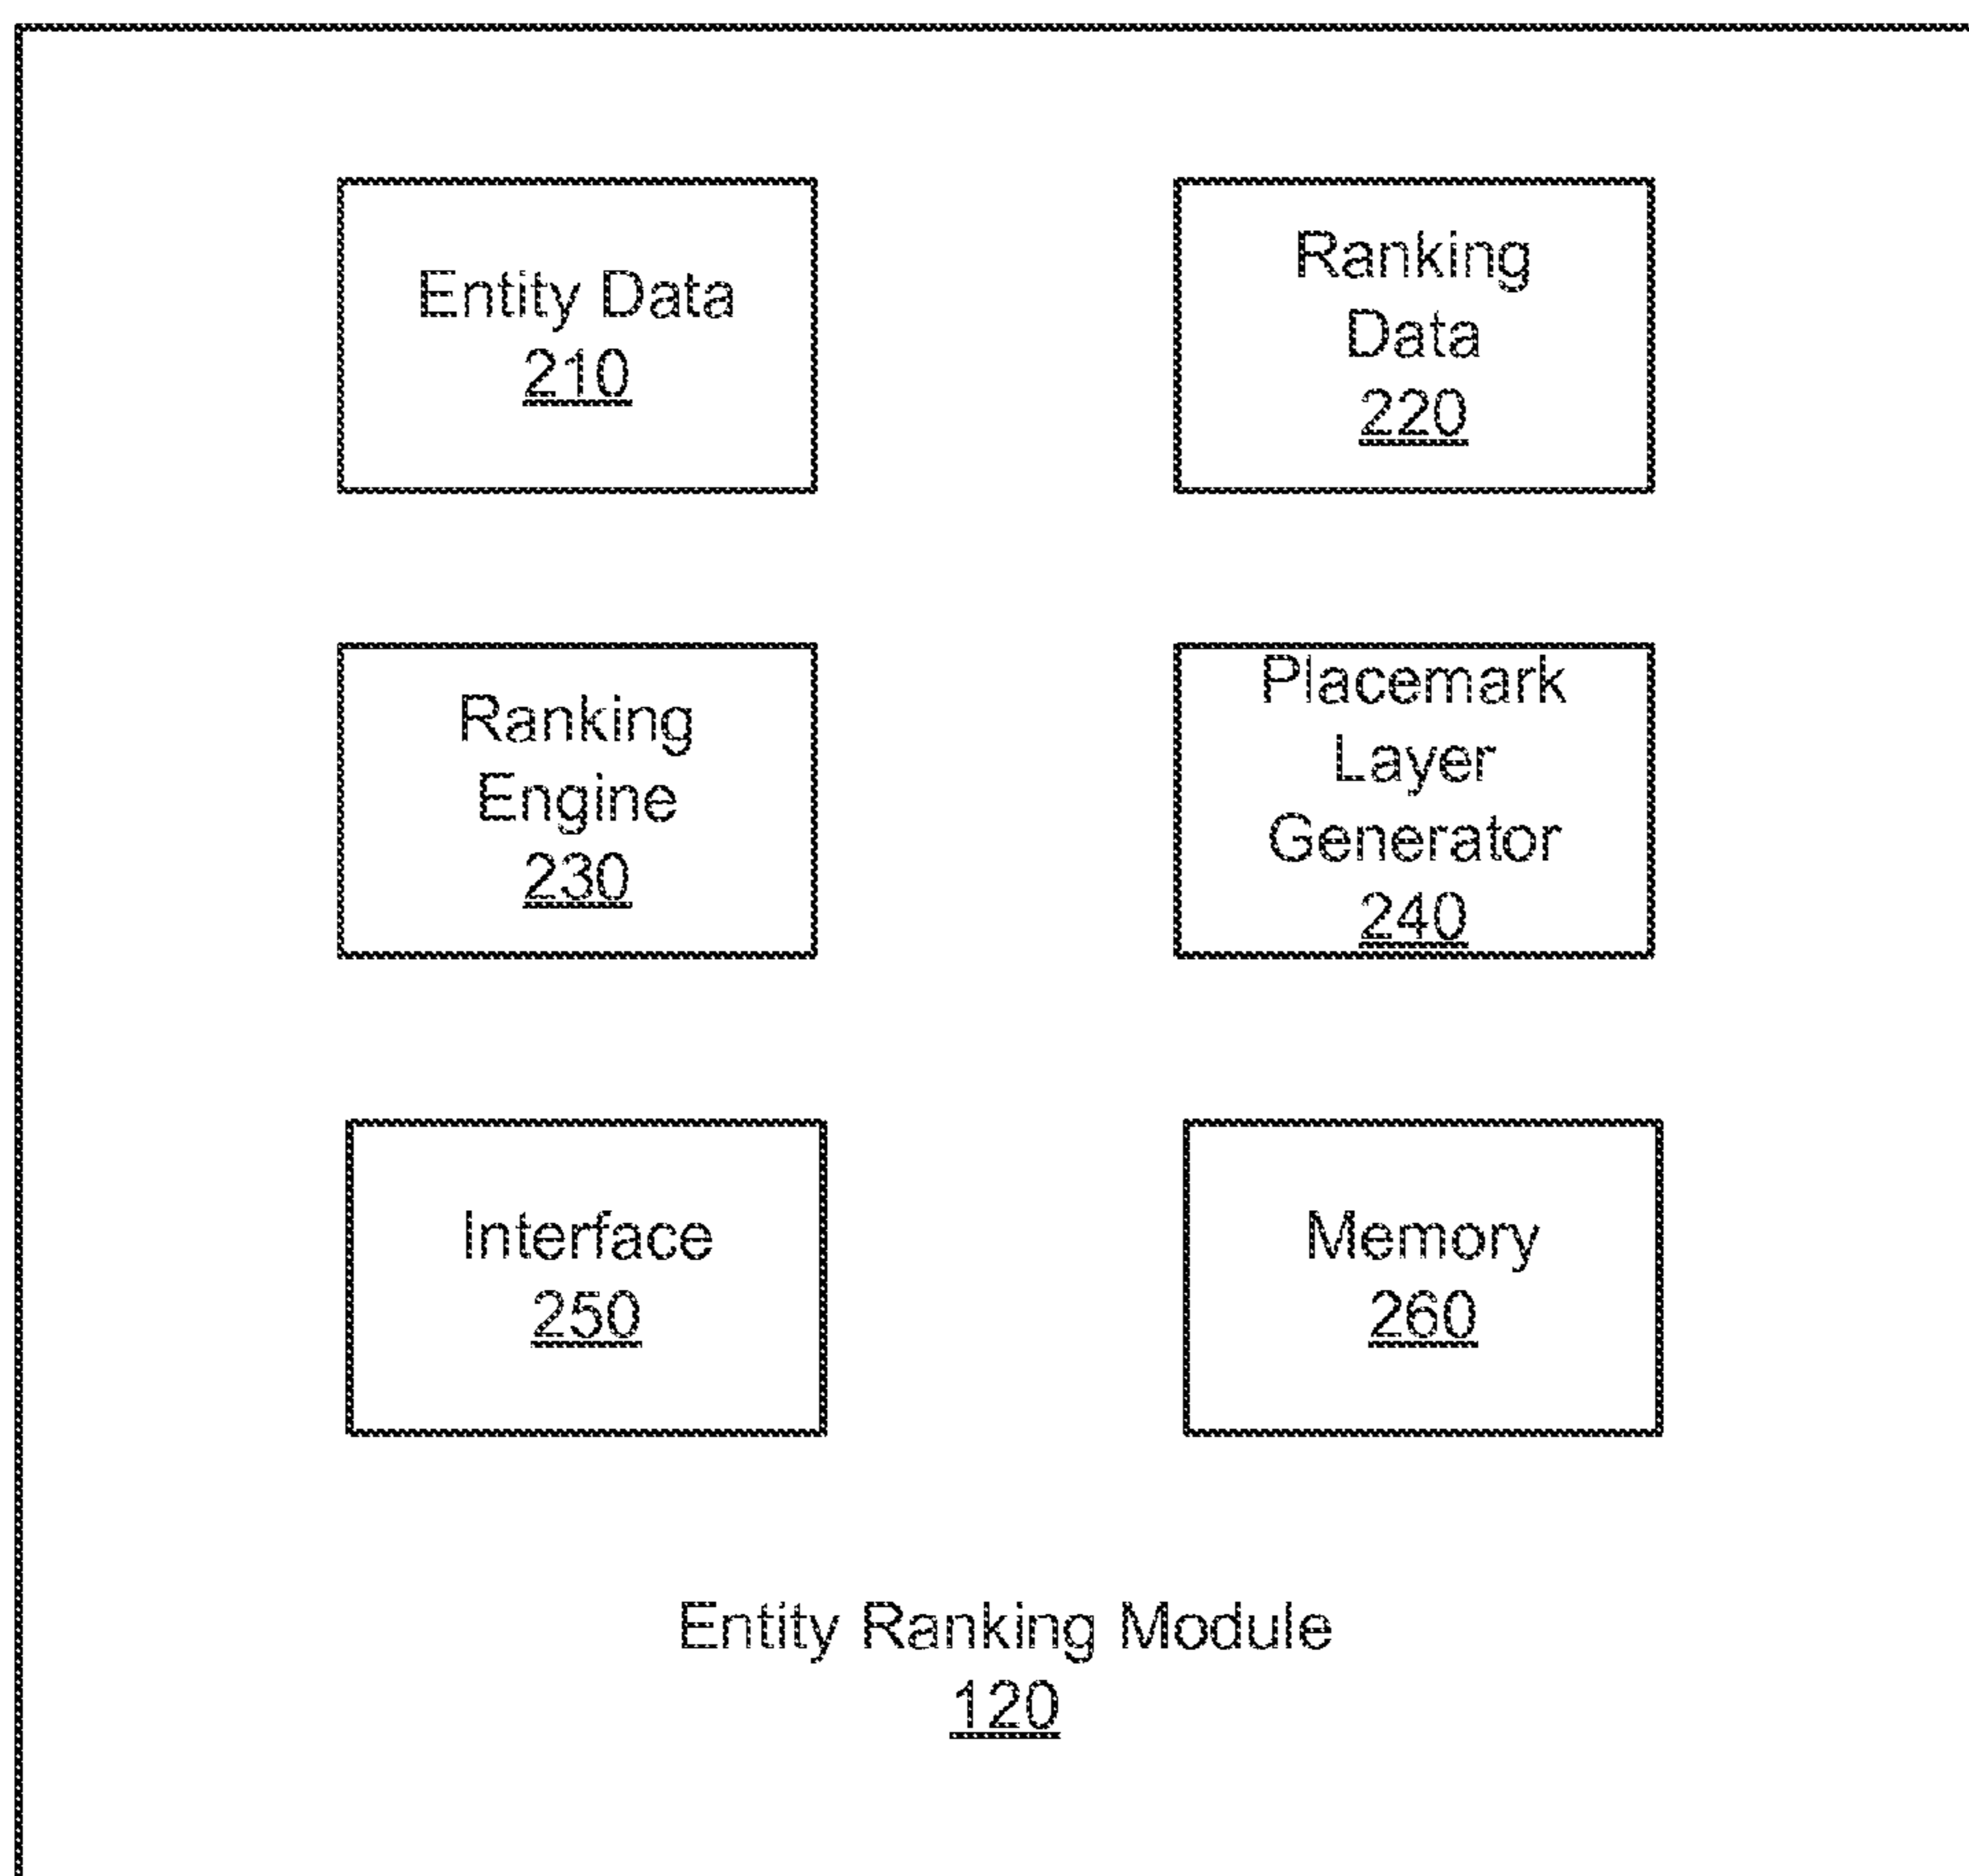 Entity Data
210
Ranking
Data
220
Ranking
Engine
230
Placemark
Layer
Generator
240
Interface
250
Memory
260
Entity Ranking Module
120